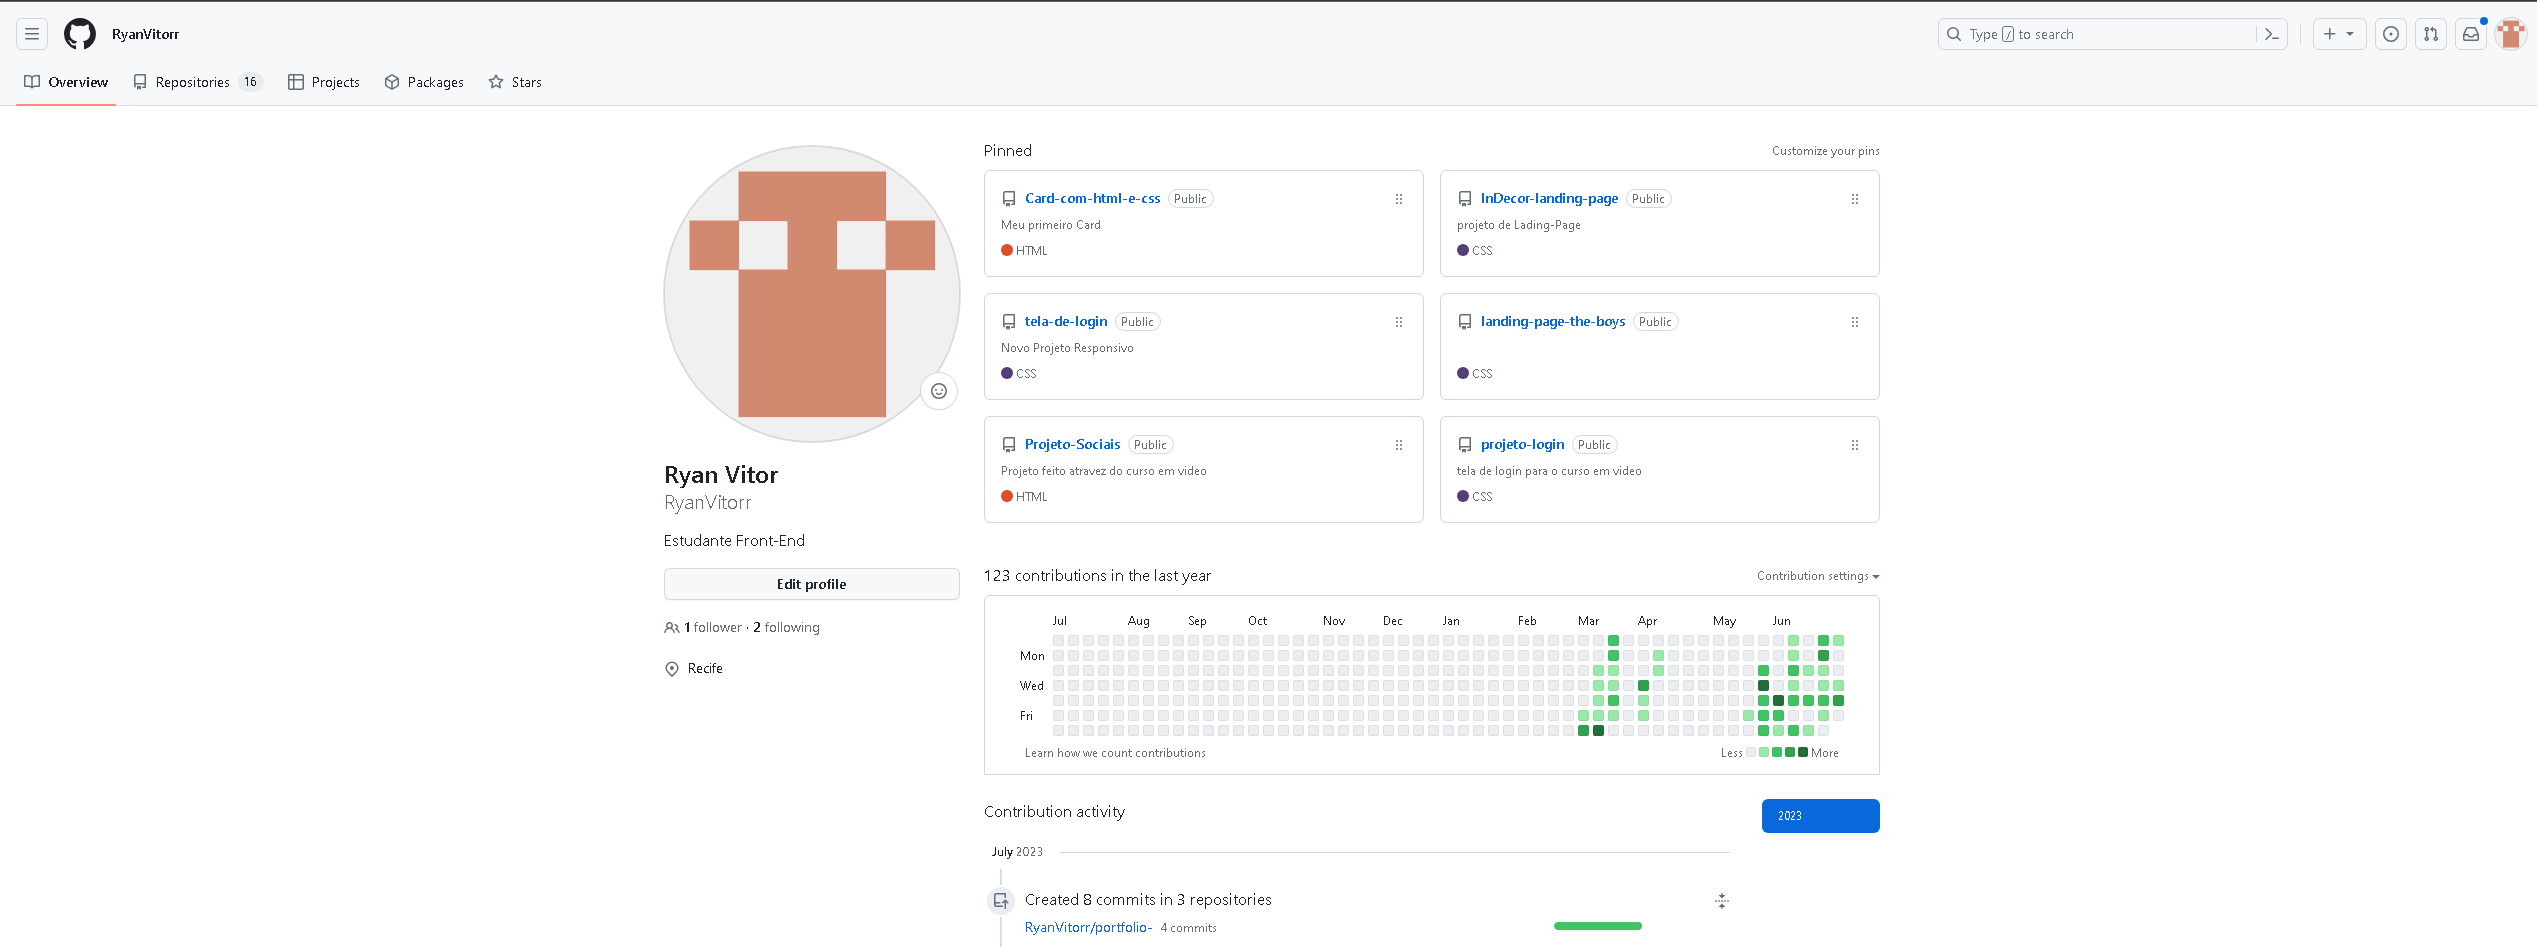 RyanVitorr
Type / to search
Overview Repositories 16 Projects Packages Stars
Pinned Customize your pins
Card-com-html-e-css Public
Meu primeiro Card
HTML
InDecor-landing-page Public
projeto de Lading-Page
CSS
tela-de-login Public
Novo Projeto Responsivo
CSS
landing-page-the-boys Public
CSS
Projeto-Sociais Public
Projeto feito atravez do curso em video
HTML
projeto-login Public
tela de login para o curso em video
CSS
Ryan Vitor
RyanVitorr
Estudante Front-End
Edit profile
1 follower · 2 following
Recife
123 contributions in the last year Contribution settings
Jul Aug Sep Oct Nov Dec Jan Feb Mar Apr May Jun
Mon
Wed
Fri
Learn how we count contributions Less More
Contribution activity 2023
July 2023
Created 8 commits in 3 repositories
RyanVitorr/portfolio- 4 commits